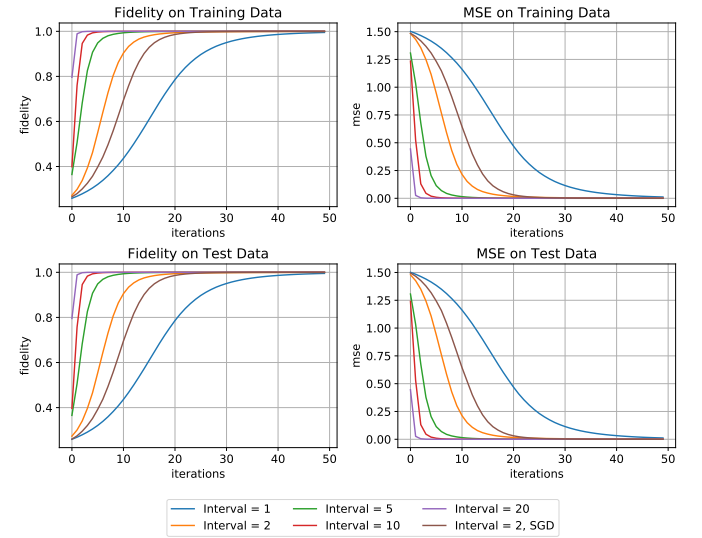 Fidelity on Training Data
MSE on Training Data
1.0
0.8
0.6
0.4
fidelity
0 10 20 30 40 50
iterations
1.50
1.25
1.00
0.75
0.50
0.25
0.00
mse
0 10 20 30 40 50
iterations
Fidelity on Test Data
MSE on Test Data
1.0
0.8
0.6
0.4
fidelity
0 10 20 30 40 50
iterations
1.50
1.25
1.00
0.75
0.50
0.25
0.00
mse
0 10 20 30 40 50
iterations
Interval = 1 Interval = 5 Interval = 20
Interval = 2 Interval = 10 Interval = 2, SGD